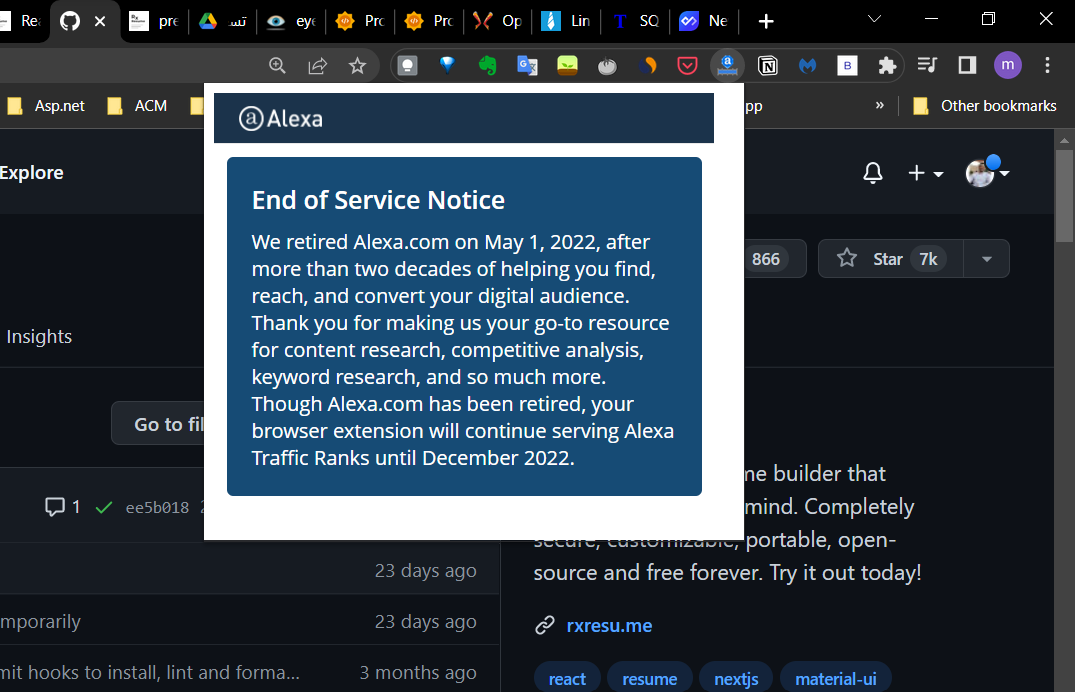 Re
pre
تس
eye
Pro
Pro
Op
Lin
SQ
Ne
B
m
Asp.net
ACM
pp
»
Other bookmarks
Alexa
Explore
End of Service Notice
We retired Alexa.com on May 1, 2022, after
more than two decades of helping you find,
reach, and convert your digital audience.
Thank you for making us your go-to resource
for content research, competitive analysis,
keyword research, and so much more.
Though Alexa.com has been retired, your
browser extension will continue serving Alexa
Traffic Ranks until December 2022.
866
Star 7k
Insights
Go to fil
1 ee5b018
23 days ago
mporarily 23 days ago
mit hooks to install, lint and forma... 3 months ago
ne builder that
mind. Completely
secure, customizable, portable, open-
source and free forever. Try it out today!
rxresu.me
react resume nextjs material-ui